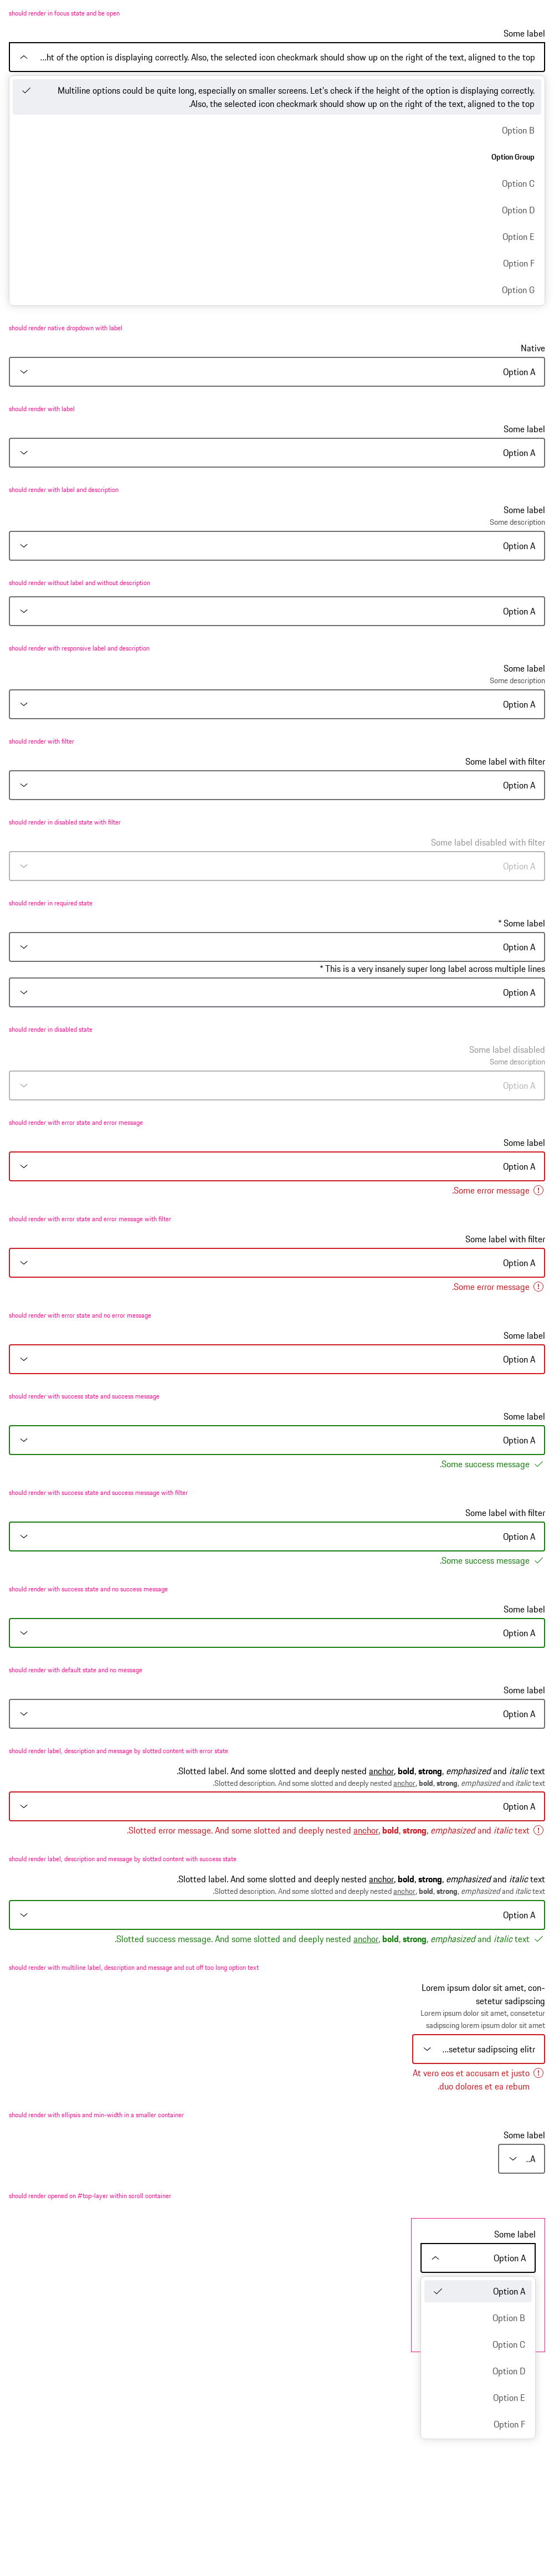 should render in focus state and be open
Some label
...ht of the option is displaying correctly. Also, the selected icon checkmark should show up on the right of the text, aligned to the top
Multiline options could be quite long, especially on smaller screens. Let's check if the height of the option is displaying correctly.
.Also, the selected icon checkmark should show up on the right of the text, aligned to the top
Option B
Option Group
Option C
Option D
Option E
Option F
Option G
should render native dropdown with label
Native
Option A
should render with label
Some label
Option A
should render with label and description
Some label
Some description
Option A
should render without label and without description
Option A
should render with responsive label and description
Some label
Some description
Option A
should render with filter
Some label with filter
Option A
should render in disabled state with filter
Some label disabled with filter
Option A
should render in required state
* Some label
Option A
* This is a very insanely super long label across multiple lines
Option A
should render in disabled state
Some label disabled
Some description
Option A
should render with error state and error message
Some label
Option A
.Some error message
should render with error state and error message with filter
Some label with filter
Option A
.Some error message
should render with error state and no error message
Some label
Option A
should render with success state and success message
Some label
Option A
.Some success message
should render with success state and success message with filter
Some label with filter
Option A
.Some success message
should render with success state and no success message
Some label
Option A
should render with default state and no message
Some label
Option A
should render label, description and message by slotted content with error state
.Slotted label. And some slotted and deeply nested anchor, bold, strong, emphasized and italic text
.Slotted description. And some slotted and deeply nested anchor, bold, strong, emphasized and italic text
Option A
.Slotted error message. And some slotted and deeply nested anchor, bold, strong, emphasized and italic text
should render label, description and message by slotted content with success state
.Slotted label. And some slotted and deeply nested anchor, bold, strong, emphasized and italic text
.Slotted description. And some slotted and deeply nested anchor, bold, strong, emphasized and italic text
Option A
.Slotted success message. And some slotted and deeply nested anchor, bold, strong, emphasized and italic text
should render with multiline label, description and message and cut off too long option text
Lorem ipsum dolor sit amet, con-
setetur sadipscing
Lorem ipsum dolor sit amet, consetetur
sadipscing lorem ipsum dolor sit amet
...setetur sadipscing elitr
At vero eos et accusam et justo
.duo dolores et ea rebum
should render with ellipsis and min-width in a smaller container
Some label
..A
should render opened on #top-layer within scroll container
Some label
Option A
Option A
Option B
Option C
Option D
Option E
Option F